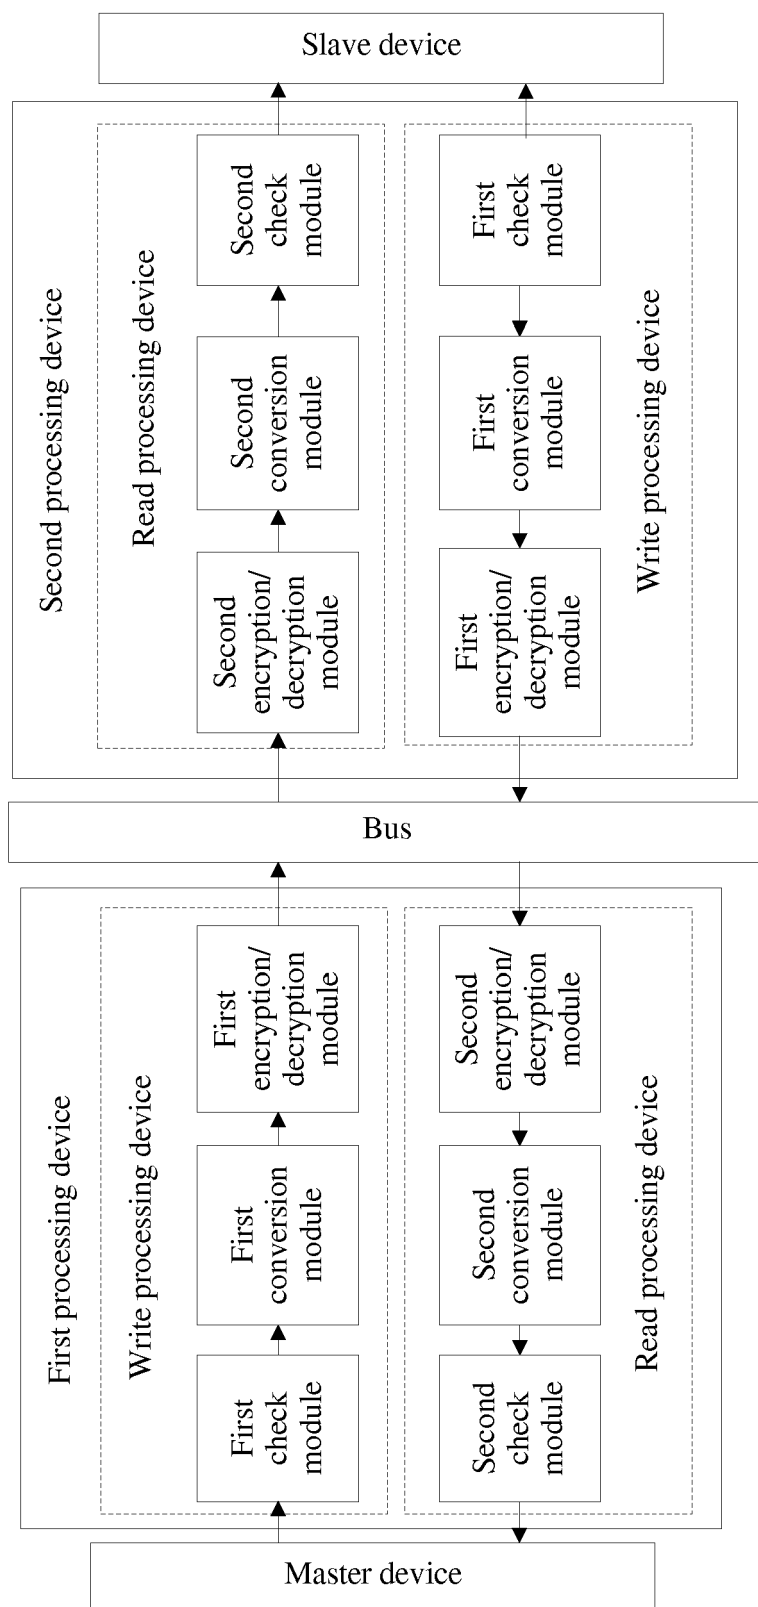 Slave device
Second processing device
Read processing device
Second
check
module
Second
conversion
module
Second
encryption/
decryption
module
First
check
module
First
conversion
module
First
encryption/
decryption
module
Write processing device
Bus
First processing device
Write processing device
First
encryption/
decryption
module
First
conversion
module
First
check
module
Second
encryption/
decryption
module
Second
conversion
module
Second
check
module
Read processing device
Master device